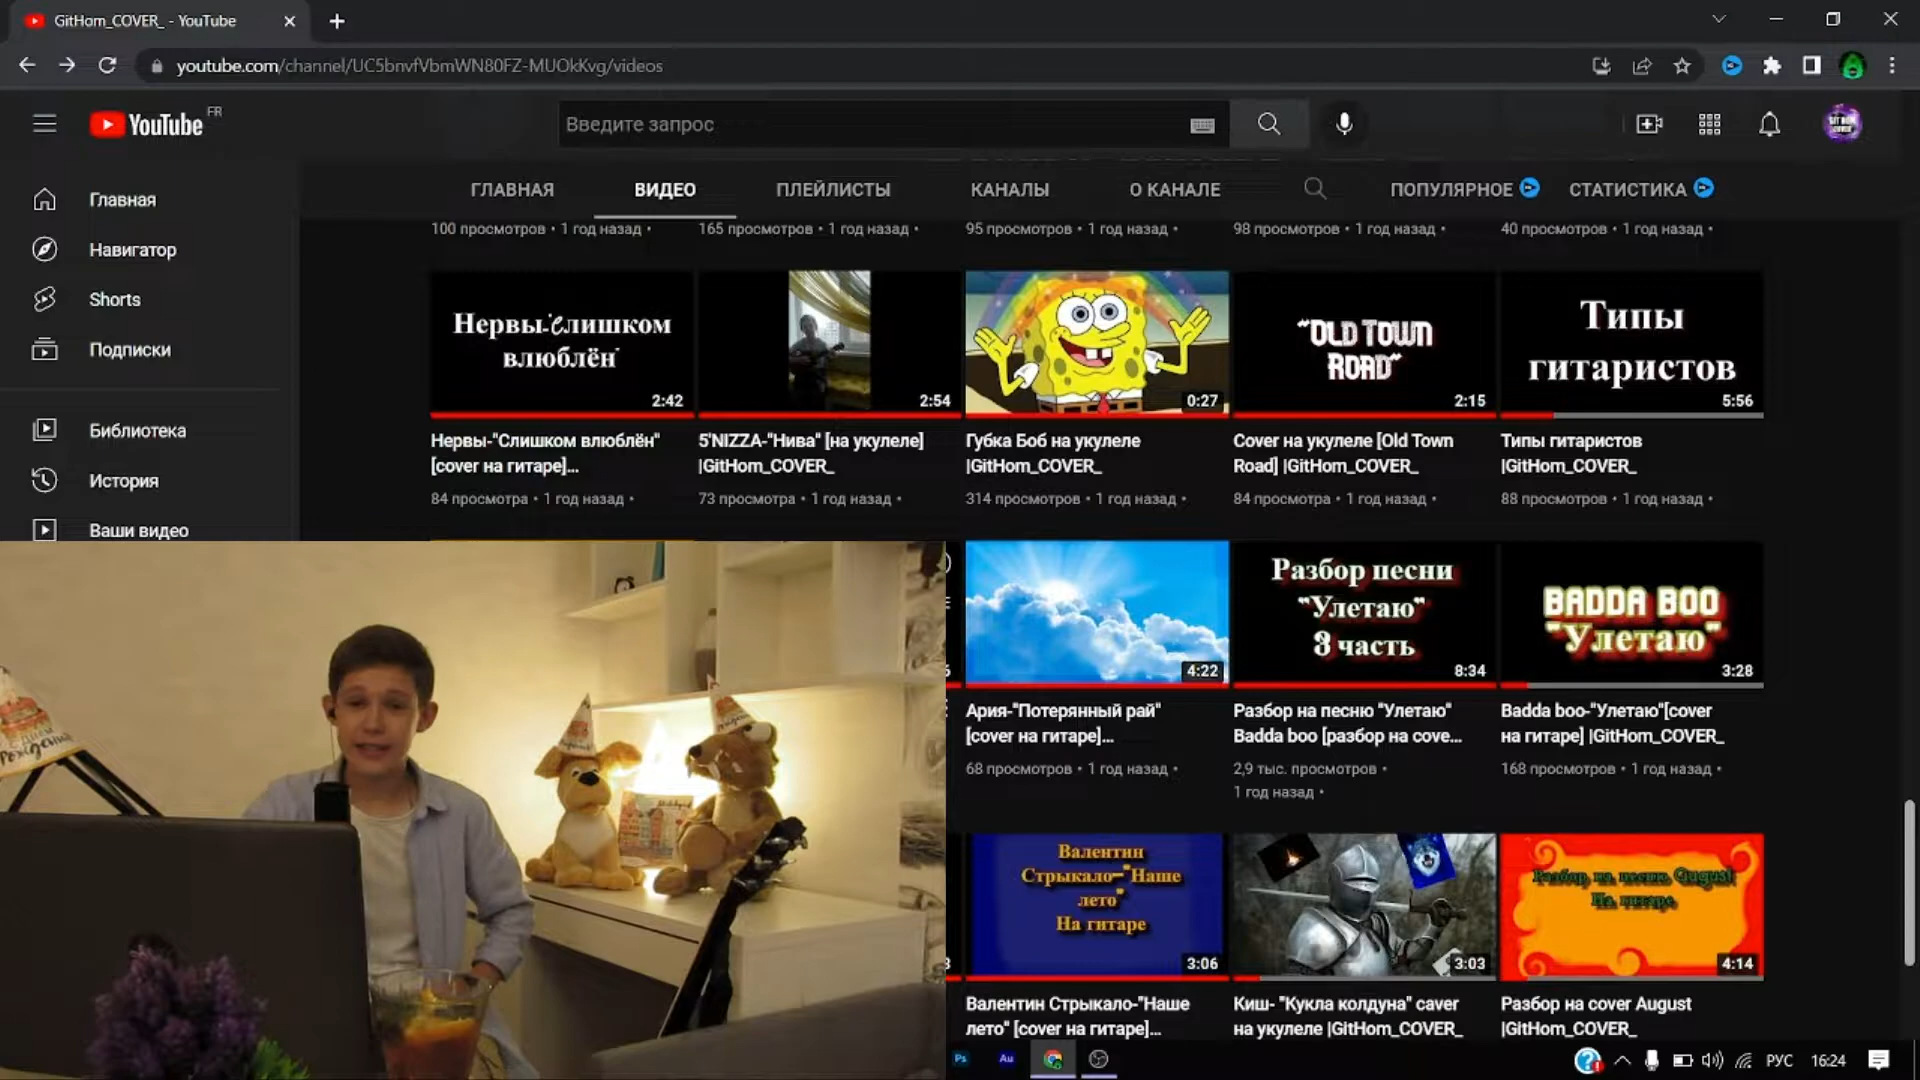 GitHom_COVER_ - YouTube
youtube.com/channel/UC5bnvfVbmWN80FZ-MUOkKvg/videos
YouTube FR
Введите запрос
ГЛАВНАЯ ВИДЕО ПЛЕЙЛИСТЫ КАНАЛЫ О КАНАЛЕ ПОПУЛЯРНОЕ СТАТИСТИКА
Главная
Навигатор
Shorts
Подписки
Библиотека
История
Ваши видео
100 просмотров • 1 год назад •
165 просмотров • 1 год назад •
95 просмотров • 1 год назад •
98 просмотров • 1 год назад •
40 просмотров • 1 год назад •
Нервы-"Слишком
влюблён"
2:42
2:54
0:27
"OLD TOWN
ROAD"
2:15
Типы
гитаристов
5:56
Нервы-"Слишком влюблён"
[cover на гитаре]...
84 просмотра • 1 год назад •
5'NIZZA-"Нива" [на укулеле]
|GitHom_COVER_
73 просмотра • 1 год назад •
Губка Боб на укулеле
|GitHom_COVER_
314 просмотров • 1 год назад •
Cover на укулеле [Old Town
Road] |GitHom_COVER_
84 просмотра • 1 год назад •
Типы гитаристов
|GitHom_COVER_
88 просмотров • 1 год назад •
4:22
Разбор песни
"Улетаю"
3 часть
8:34
BADDA BOO
"Улетаю"
3:28
Ария-"Потерянный рай"
[cover на гитаре]...
68 просмотров • 1 год назад •
Разбор на песню "Улетаю"
Badda boo [разбор на cove...
2,9 тыс. просмотров •
1 год назад •
Badda boo-"Улетаю"[cover
на гитаре] |GitHom_COVER_
168 просмотров • 1 год назад •
Валентин
Стрыкало-"Наше
лето"
На гитаре
3:06
3:03
Разбор на песню August
На гитаре.
4:14
Валентин Стрыкало-"Наше
лето" [cover на гитаре]...
Киш- "Кукла колдуна" caver
на укулеле |GitHom_COVER_
Разбор на cover August
|GitHom_COVER_
Рождения
Ps
Au
РУС
16:24